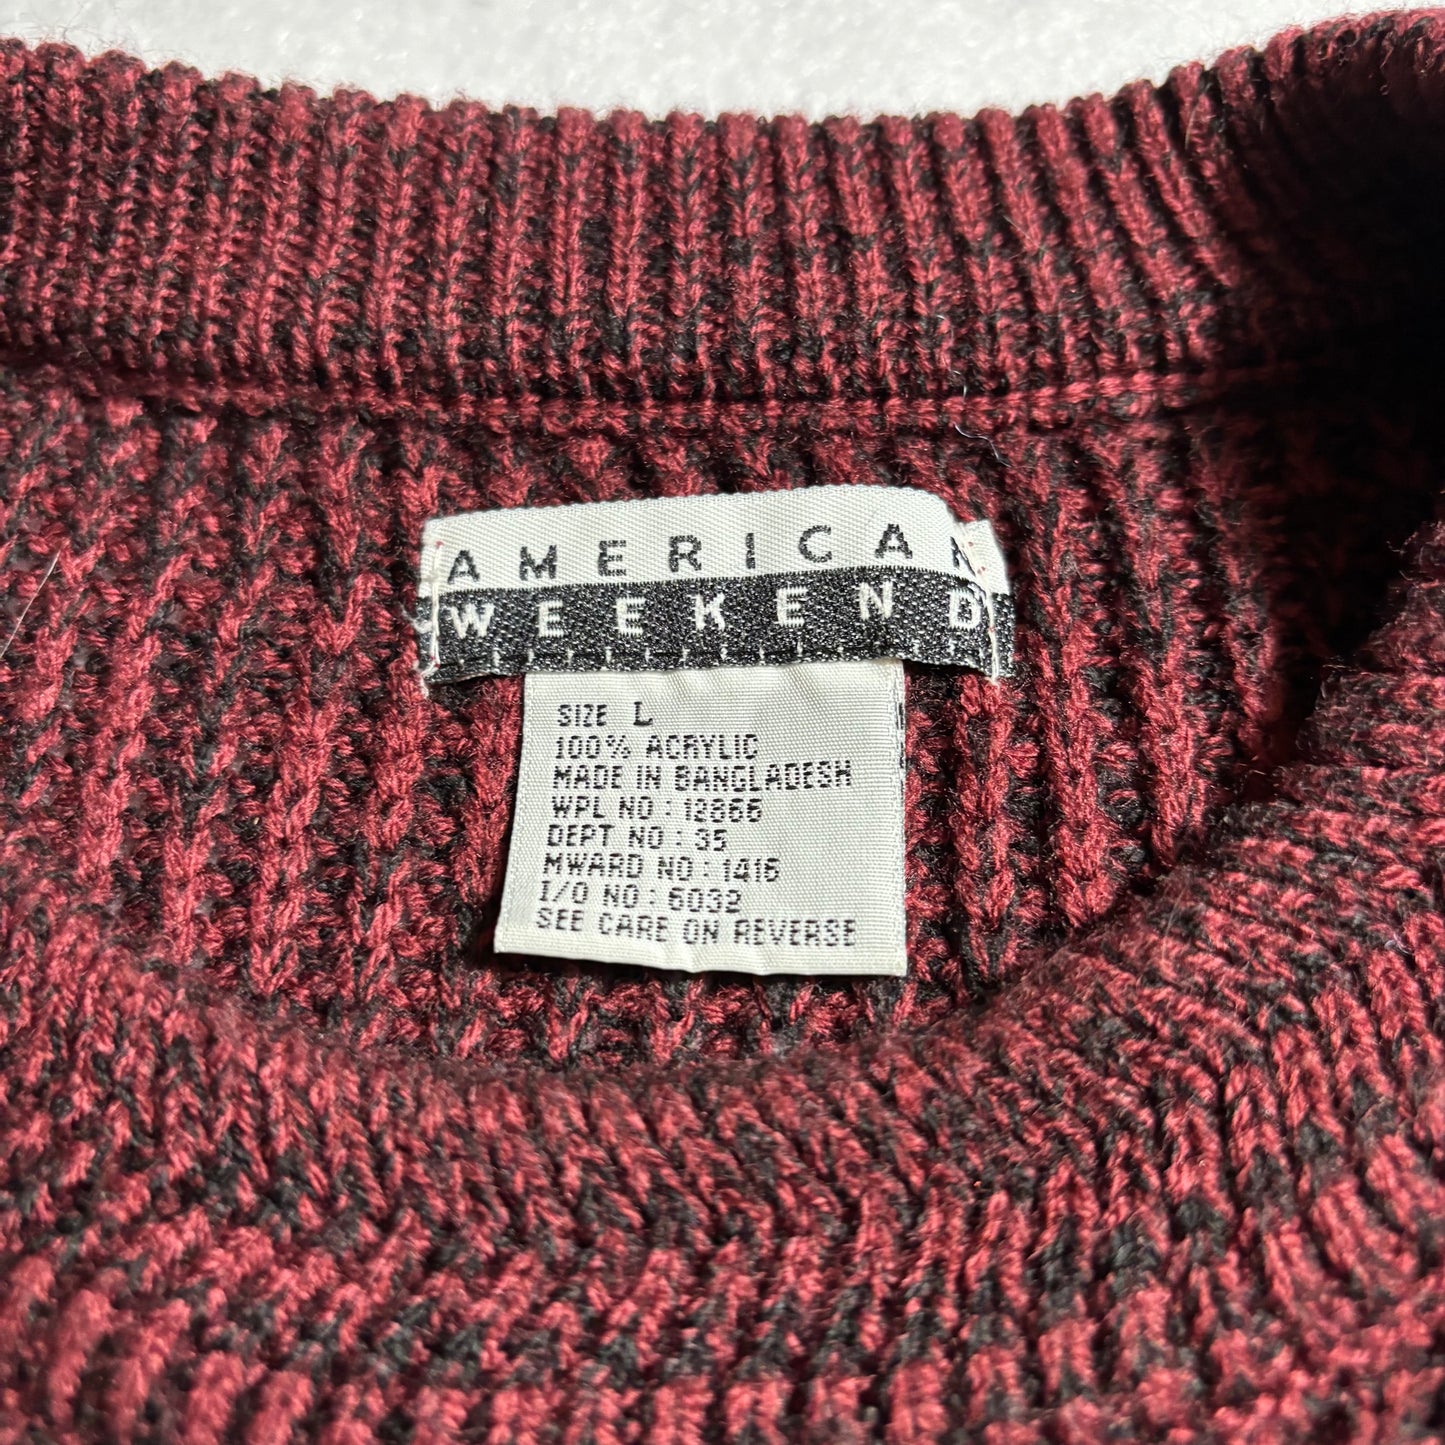 AMERICAN
WEEKEND
SIZE L
100% ACRYLIC
MADE IN BANGLADESH
WPL NO : 12866
DEPT NO : 35
MWARD NO : 1416
I/O NO : 6032
SEE CARE ON REVERSE